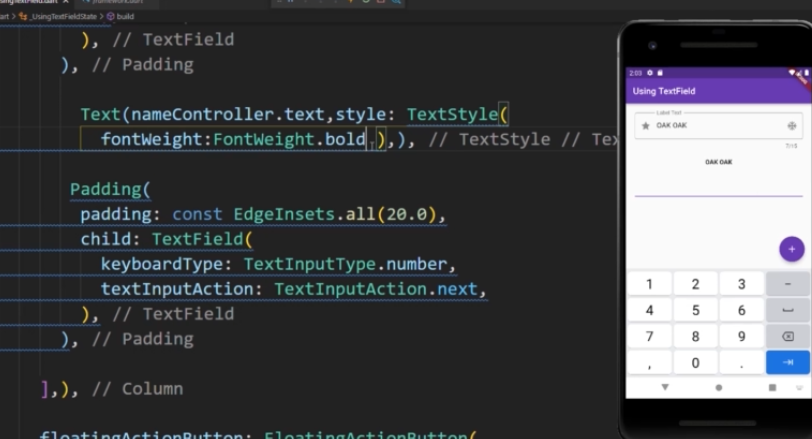 art > _UsingTextFieldState > build
), // TextField
), // Padding
Text(nameController.text,style: TextStyle(
fontWeight:FontWeight.bold ),), // TextStyle // Tex
Padding(
padding: const EdgeInsets.all(20.0),
child: TextField(
keyboardType: TextInputType.number,
textInputAction: TextInputAction.next,
), // TextField
), // Padding
],), // Column
floatingActionButton: FloatingActionButton(
2:03
Using TextField
Label Text
OAK OAK
7/15
OAK OAK
+
1 2 3 −
4 5 6
7 8 9
, 0 .